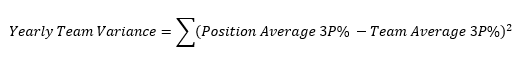 Yearly Team Variance = ∑(Position Average 3P% − Team Average 3P%)²